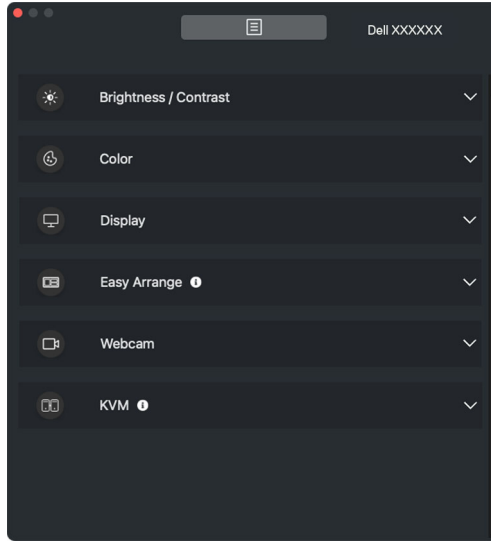 Dell XXXXXX
Brightness / Contrast
Color
Display
Easy Arrange
Webcam
KVM